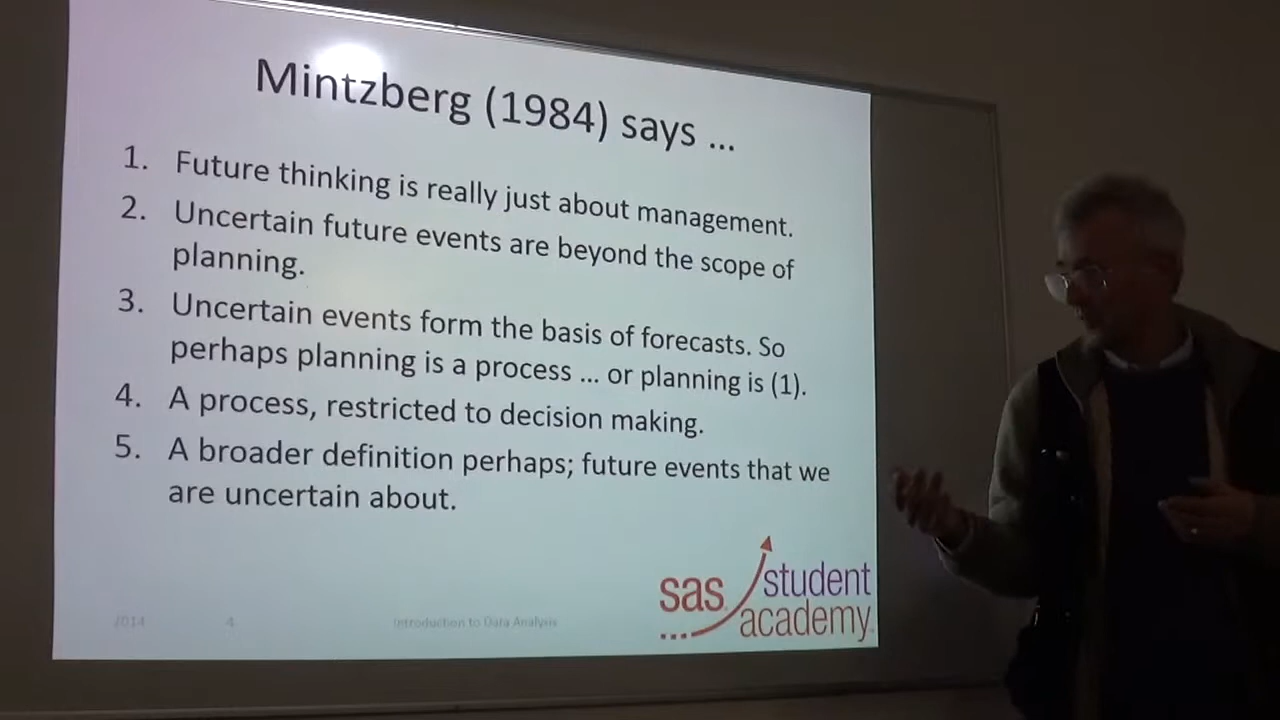 Mintzberg (1984) says ...
1. Future thinking is really just about management.
2. Uncertain future events are beyond the scope of
planning.
3. Uncertain events form the basis of forecasts. So
perhaps planning is a process ... or planning is (1).
4. A process, restricted to decision making.
5. A broader definition perhaps; future events that we
are uncertain about.
sas student
academy
2014 4 Introduction to Data Analysis